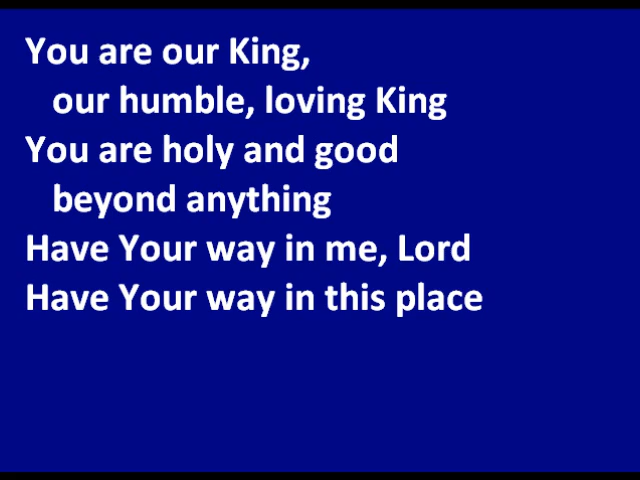 You are our King,
our humble, loving King
You are holy and good
beyond anything
Have Your way in me, Lord
Have Your way in this place